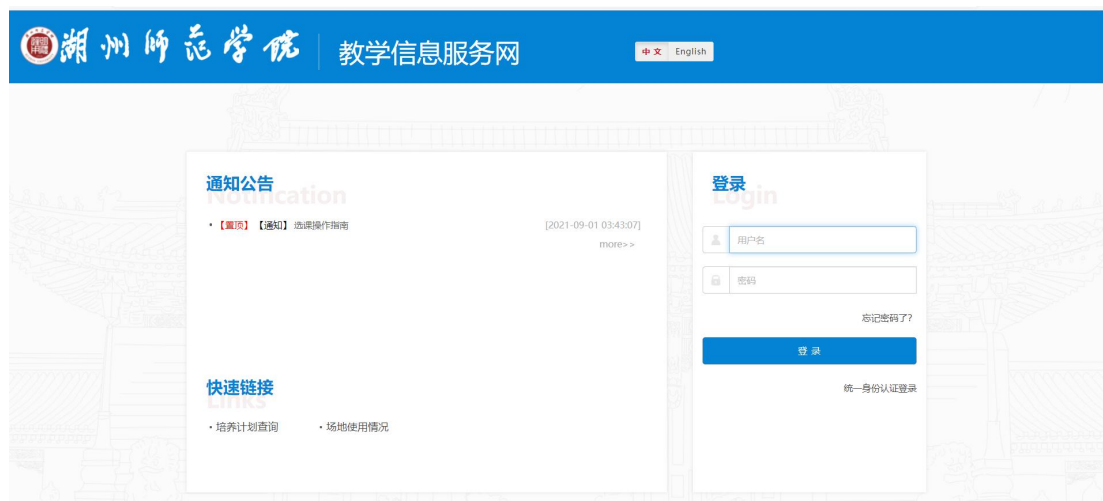 湖州师范学院 教学信息服务网 中文 English
通知公告
Notification
·【置顶】【通知】选课操作指南 [2021-09-01 03:43:07]
more>>
快速链接
Links
·培养计划查询 ·场地使用情况
登录
Login
用户名
密码
忘记密码了?
登 录
统一身份认证登录